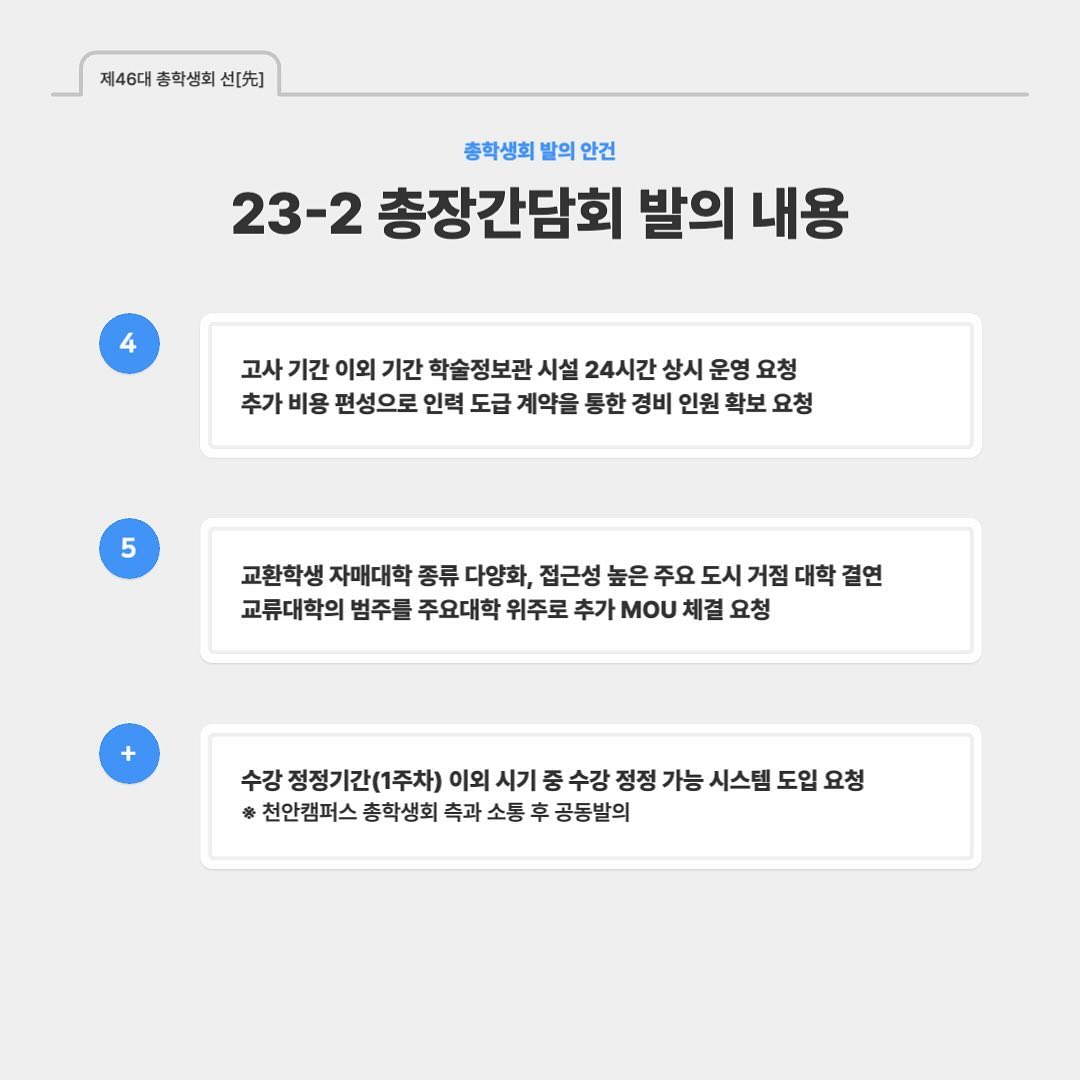 제46대 총학생회 선[先]
총학생회 발의 안건
23-2 총장간담회 발의 내용
4
고사 기간 이외 기간 학술정보관 시설 24시간 상시 운영 요청
추가 비용 편성으로 인력 도급 계약을 통한 경비 인원 확보 요청
5
교환학생 자매대학 종류 다양화, 접근성 높은 주요 도시 거점 대학 결연
교류대학의 범주를 주요대학 위주로 추가 MOU 체결 요청
+
수강 정정기간(1주차) 이외 시기 중 수강 정정 가능 시스템 도입 요청
※ 천안캠퍼스 총학생회 측과 소통 후 공동발의